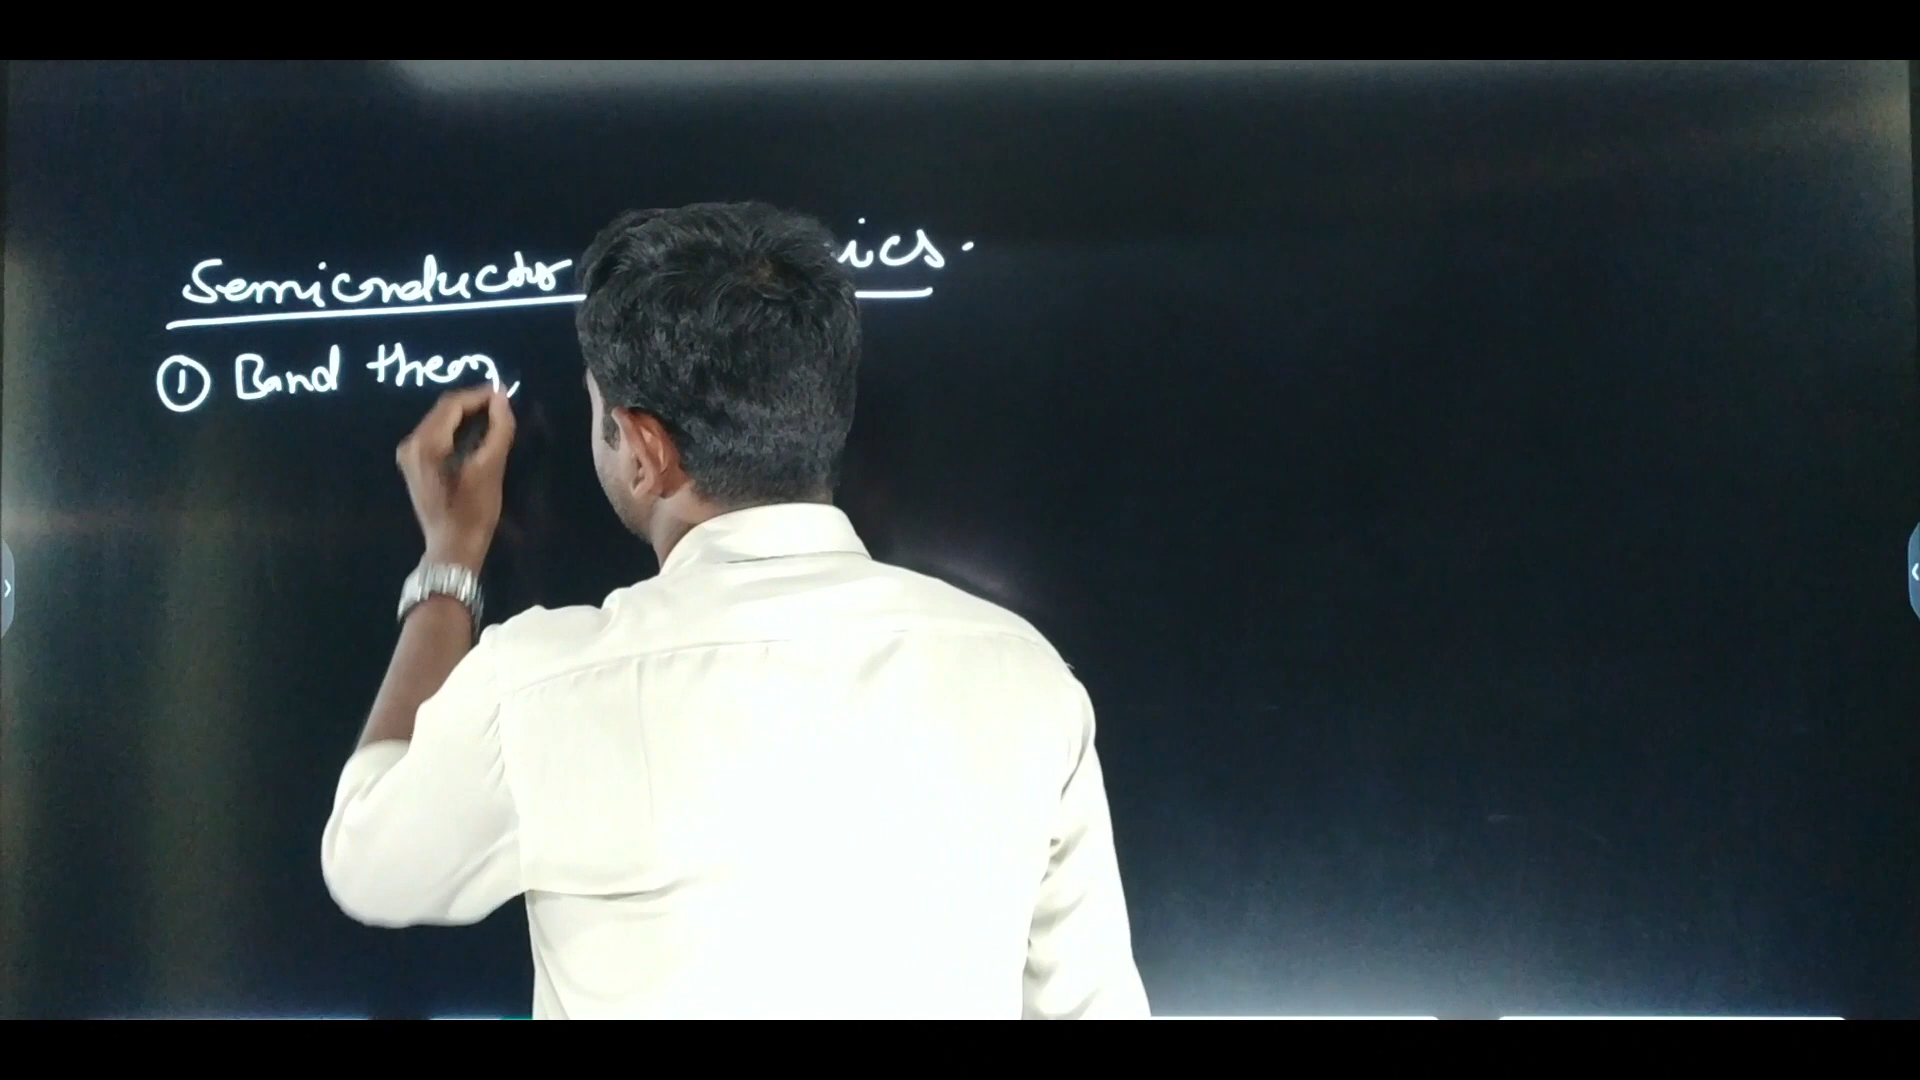 Semiconductor ics.
① Band theory